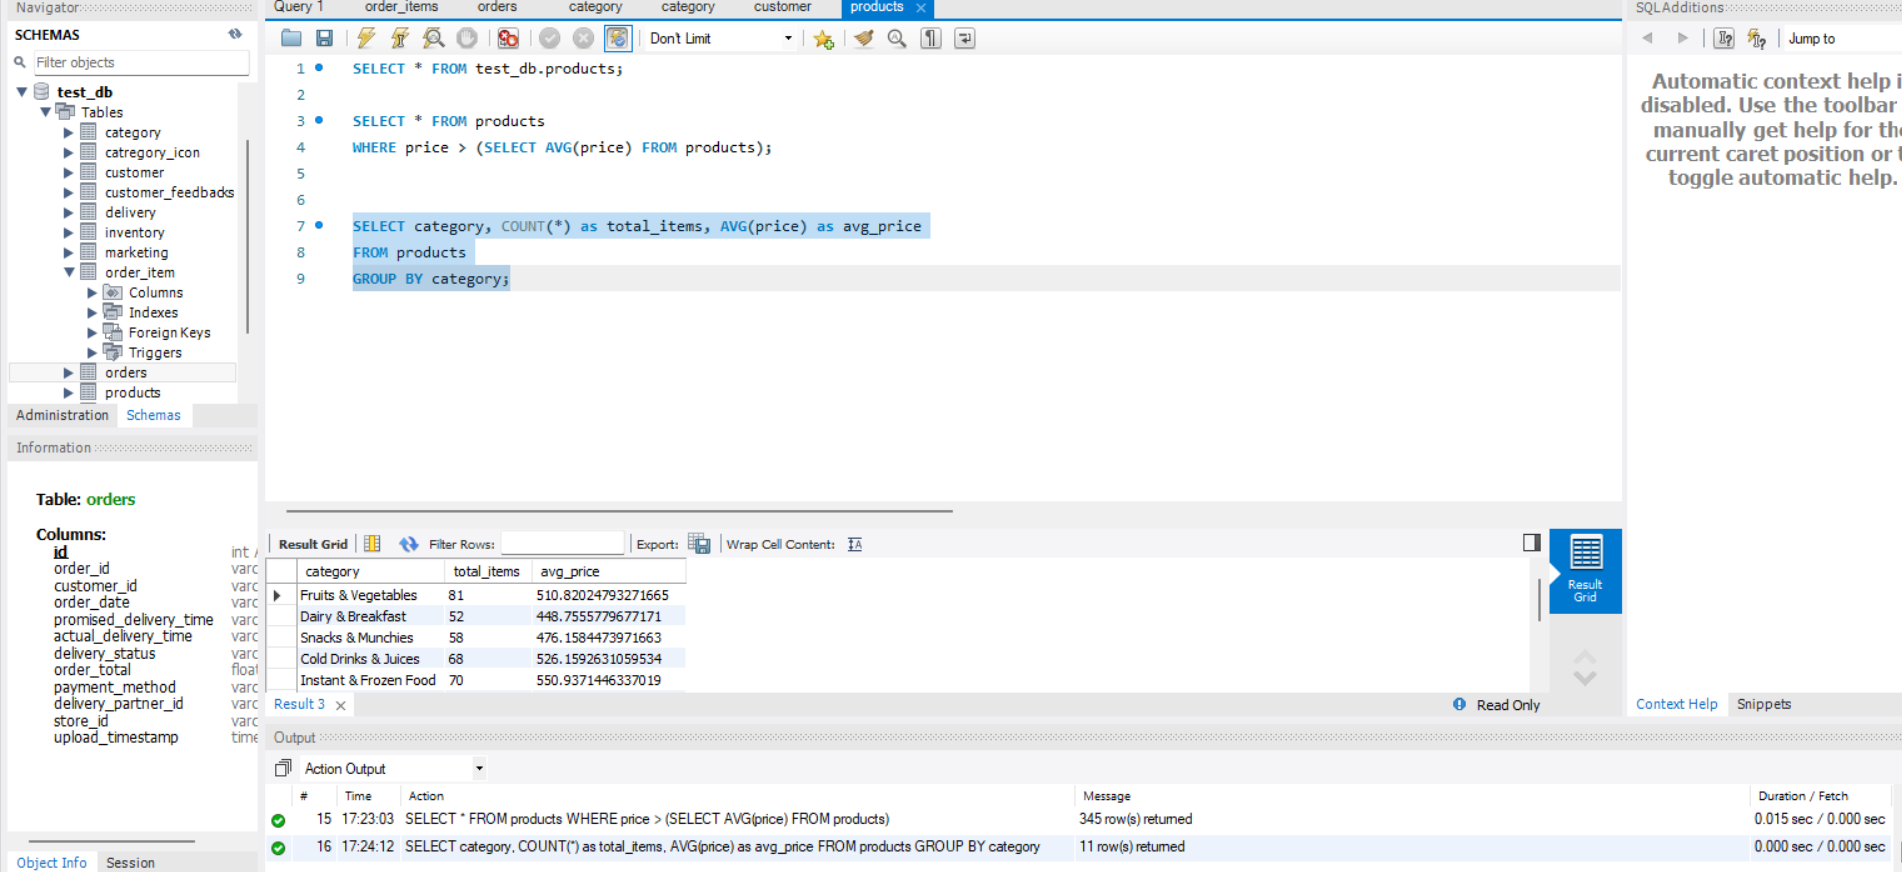 Navigator
SCHEMAS
Filter objects
test_db
Tables
category
catregory_icon
customer
customer_feedbacks
delivery
inventory
marketing
order_item
Columns
Indexes
Foreign Keys
Triggers
orders
products
Administration Schemas
Information
Table: orders
Columns:
id int A
order_id varc
customer_id varc
order_date varc
promised_delivery_time varc
actual_delivery_time varc
delivery_status varc
order_total float
payment_method varc
delivery_partner_id varc
store_id varc
upload_timestamp time
Object Info Session
Query 1 order_items orders category category customer products
Don't Limit
1 SELECT * FROM test_db.products;
2
3 SELECT * FROM products
4 WHERE price > (SELECT AVG(price) FROM products);
5
6
7 SELECT category, COUNT(*) as total_items, AVG(price) as avg_price
8 FROM products
9 GROUP BY category;
Result Grid Filter Rows: Export: Wrap Cell Content:
category total_items avg_price
Fruits & Vegetables 81 510.82024793271665
Dairy & Breakfast 52 448.7555779677171
Snacks & Munchies 58 476.1584473971663
Cold Drinks & Juices 68 526.1592631059534
Instant & Frozen Food 70 550.9371446337019
Result
Grid
Result 3 Read Only
Output
Action Output
# Time Action Message Duration / Fetch
15 17:23:03 SELECT * FROM products WHERE price > (SELECT AVG(price) FROM products) 345 row(s) returned 0.015 sec / 0.000 sec
16 17:24:12 SELECT category, COUNT(*) as total_items, AVG(price) as avg_price FROM products GROUP BY category 11 row(s) returned 0.000 sec / 0.000 sec
SQLAdditions
Jump to
Automatic context help i
disabled. Use the toolbar
manually get help for the
current caret position or t
toggle automatic help.
Context Help Snippets